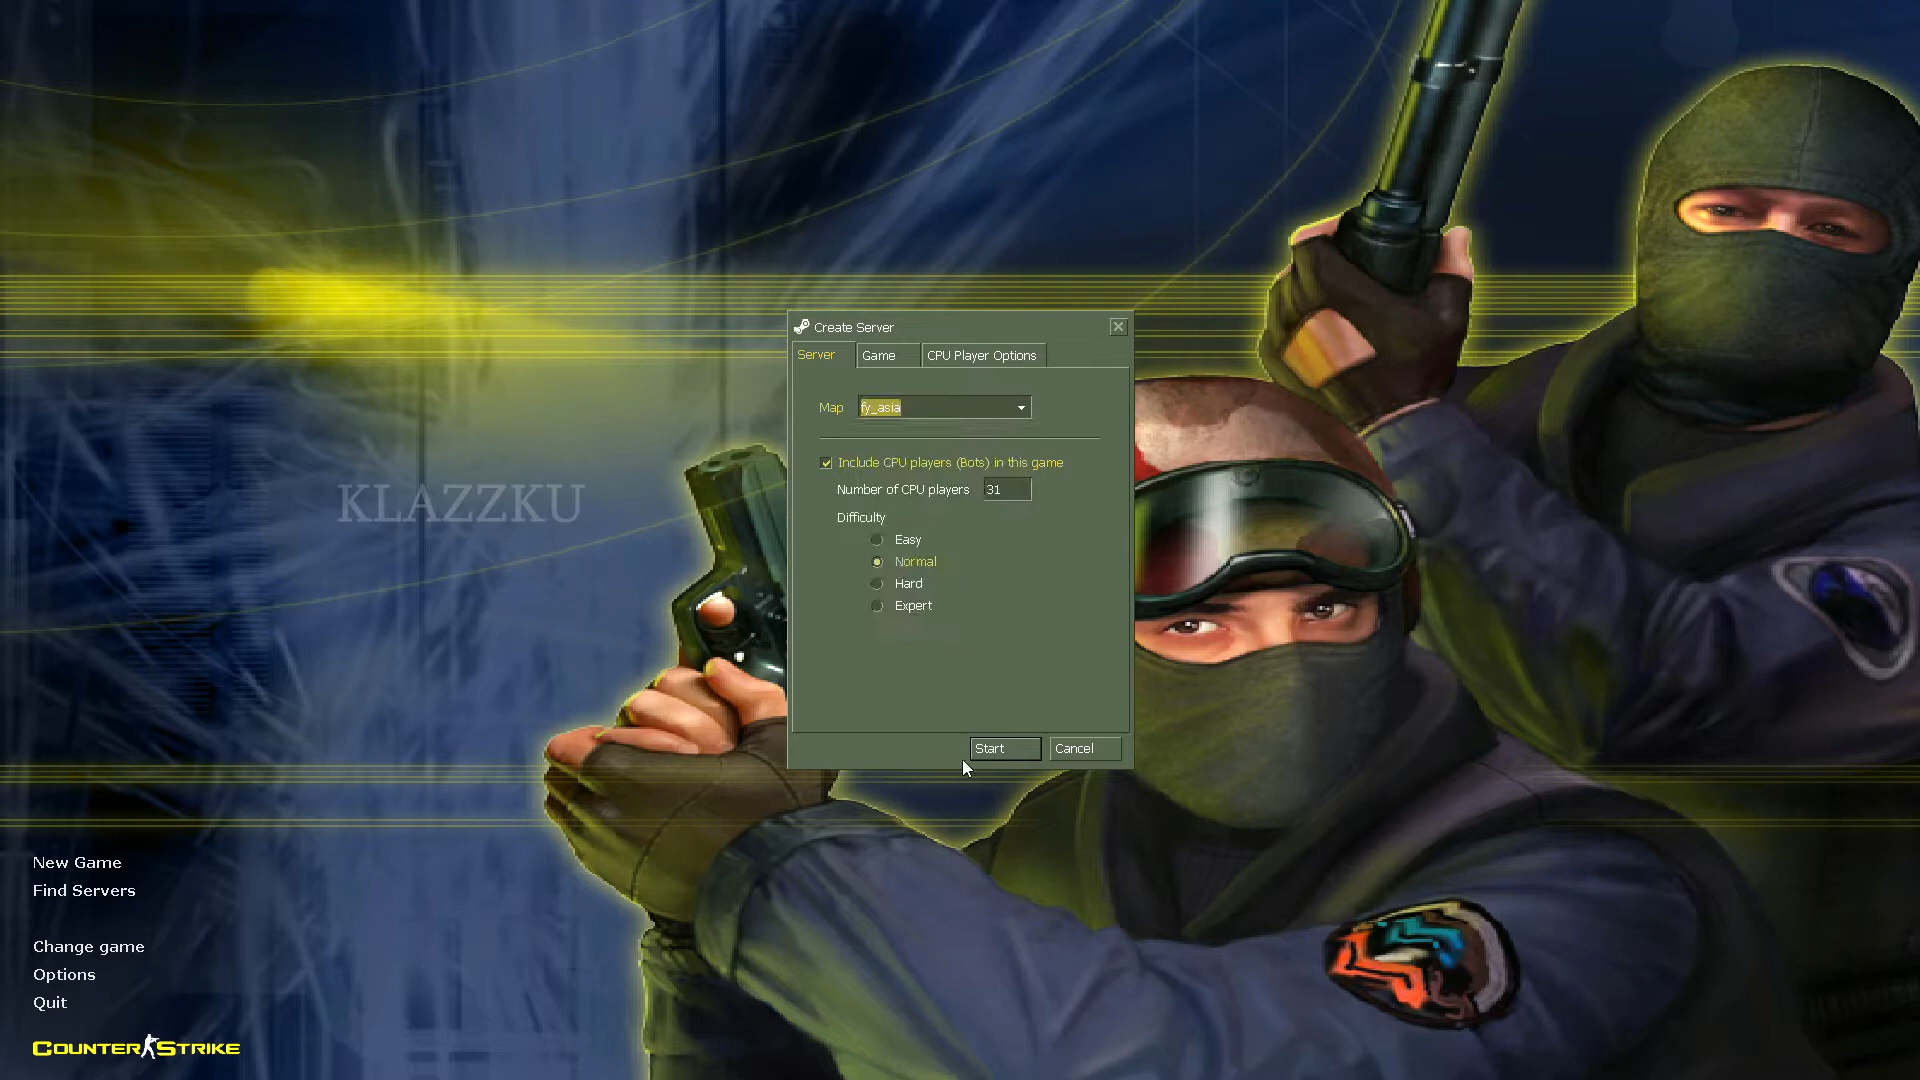 Create Server
Server Game CPU Player Options
Map fy_asia
Include CPU players (Bots) in this game
Number of CPU players 31
Difficulty
Easy
Normal
Hard
Expert
Start Cancel
KLAZZKU
New Game
Find Servers
Change game
Options
Quit
COUNTER STRIKE